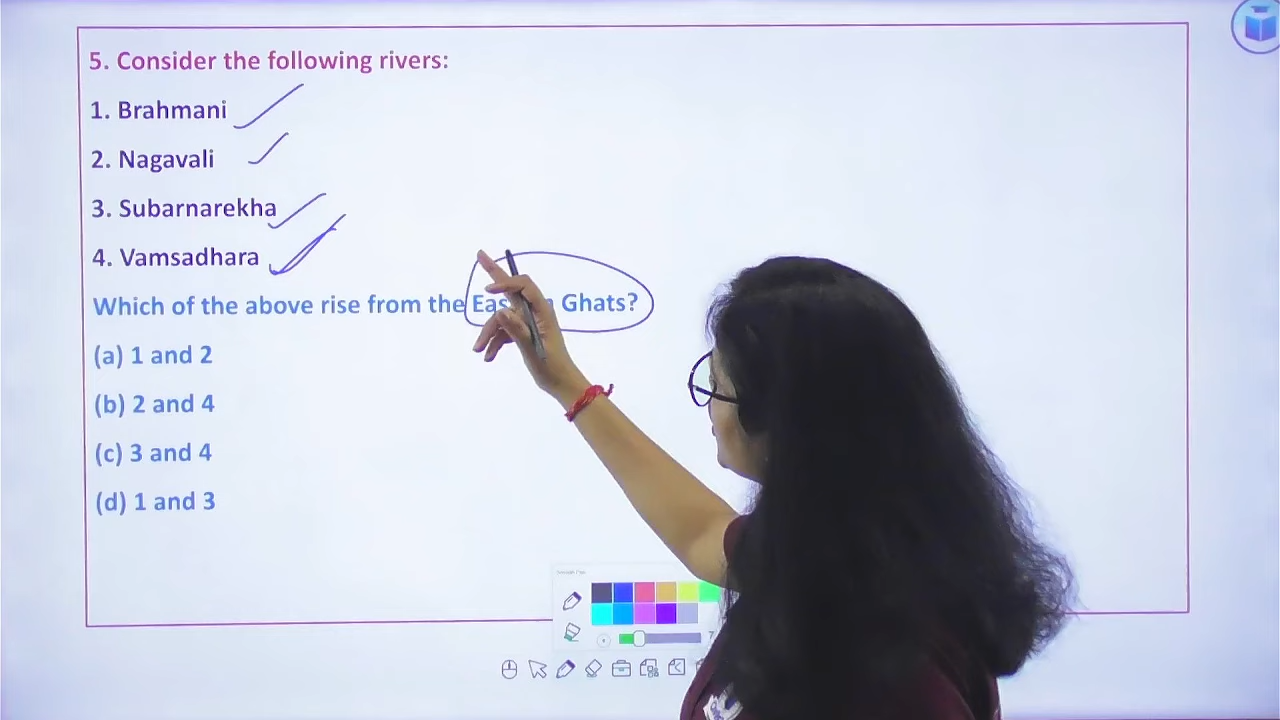 5. Consider the following rivers:
1. Brahmani
2. Nagavali
3. Subarnarekha
4. Vamsadhara
Which of the above rise from the Ghats?
(a) 1 and 2
(b) 2 and 4
(c) 3 and 4
(d) 1 and 3